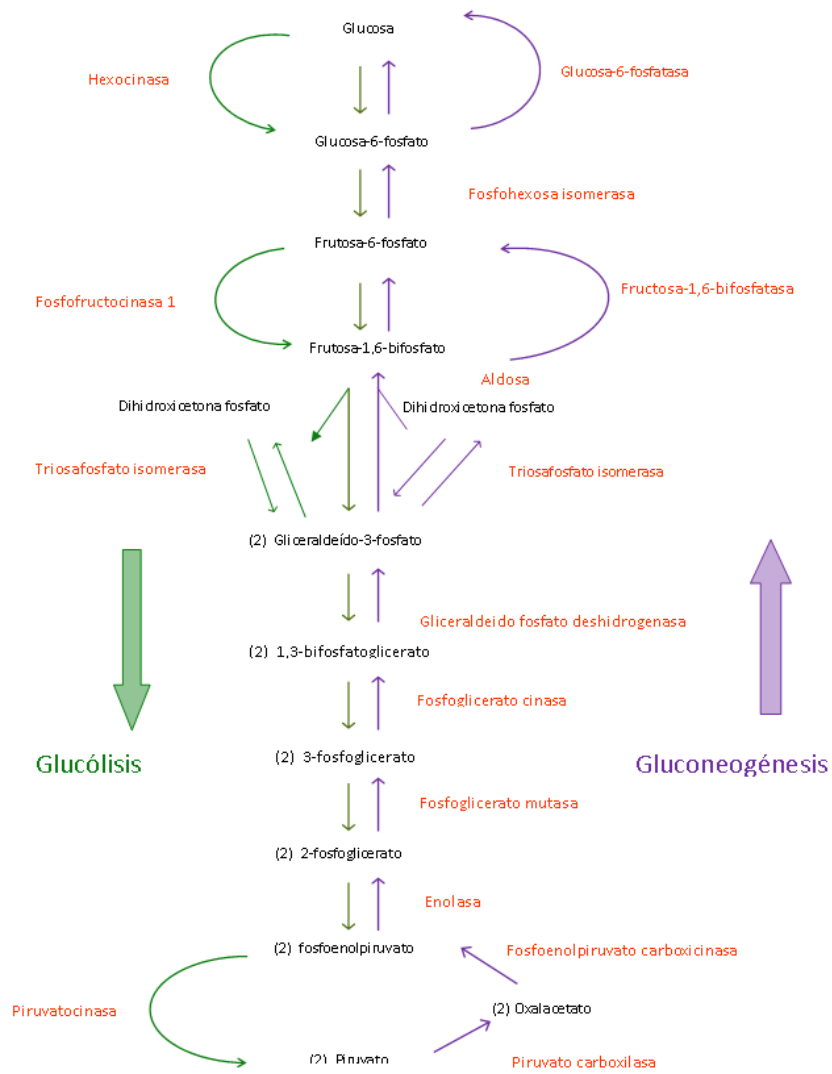 Glucosa
Hexocinasa
Glucosa-6-fosfatasa
Glucosa-6-fosfato
Fosfohexosa isomerasa
Frutosa-6-fosfato
Fosfofructocinasa 1
Fructosa-1,6-bifosfatasa
Frutosa-1,6-bifosfato
Aldosa
Dihidroxicetona fosfato
Dihidroxicetona fosfato
Triosafosfato isomerasa
Triosafosfato isomerasa
(2) Gliceraldeído-3-fosfato
Gliceraldeido fosfato deshidrogenasa
(2) 1,3-bifosfatoglicerato
Fosfoglicerato cinasa
(2) 3-fosfoglicerato
Glucólisis
Gluconeogénesis
Fosfoglicerato mutasa
(2) 2-fosfoglicerato
Enolasa
(2) fosfoenolpiruvato
Fosfoenolpiruvato carboxicinasa
Piruvatocinasa
(2) Oxalacetato
(2) Piruvato
Piruvato carboxilasa